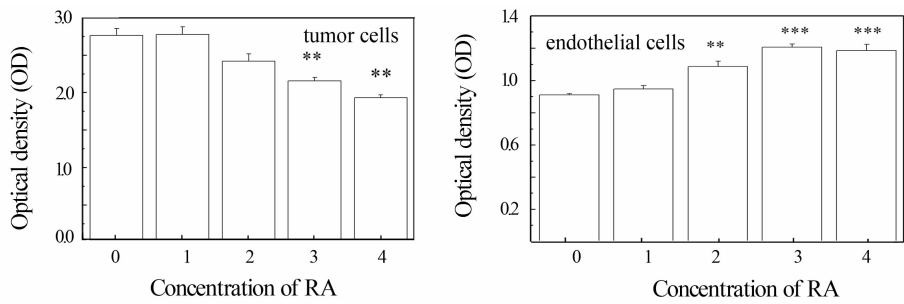 3.0
2.0
1.0
0.0
Optical density (OD)
tumor cells
**
**
0 1 2 3 4
Concentration of RA
1.4
1.0
0.6
0.2
Optical density (OD)
endothelial cells
**
***
***
0 1 2 3 4
Concentration of RA